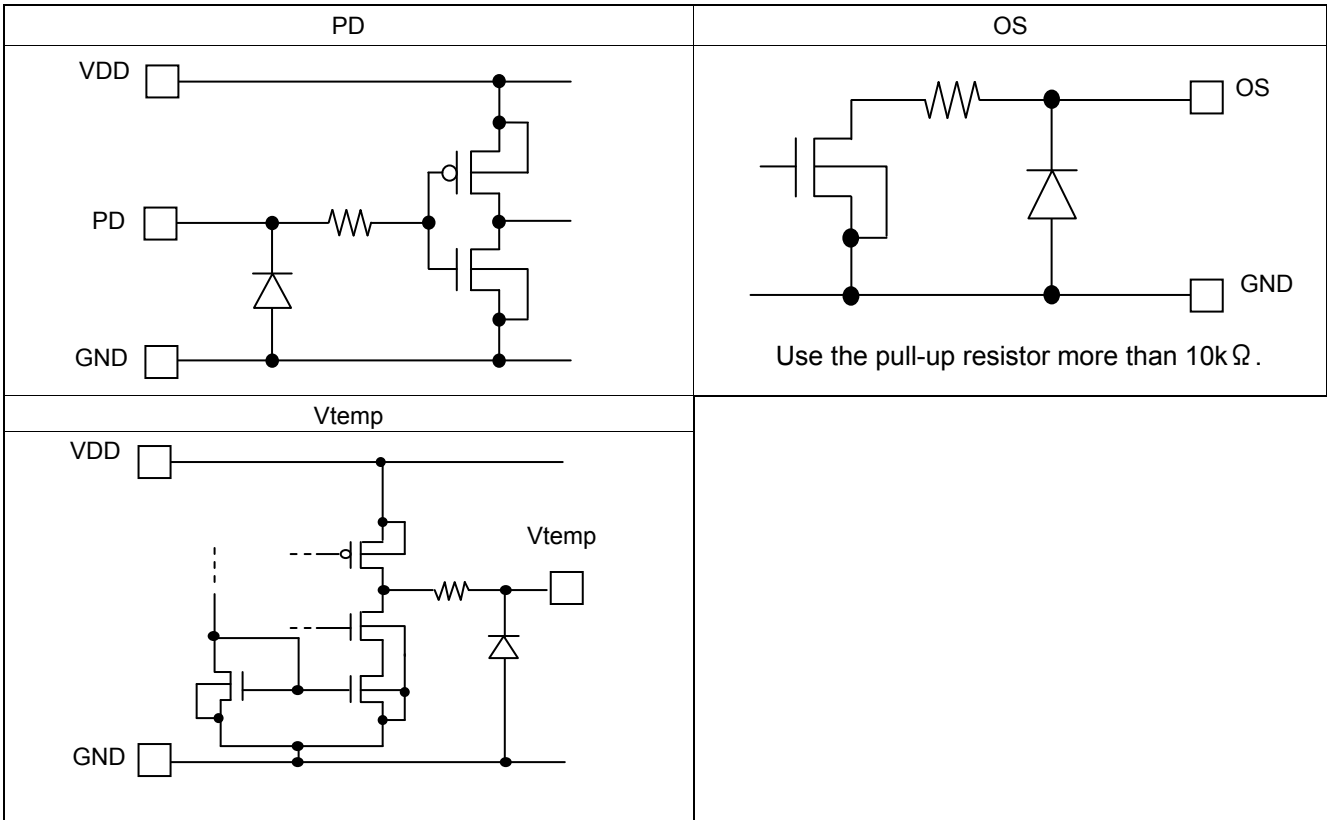 PD
VDD
PD
GND
OS
OS
GND
Use the pull-up resistor more than 10kΩ.
Vtemp
VDD
Vtemp
GND